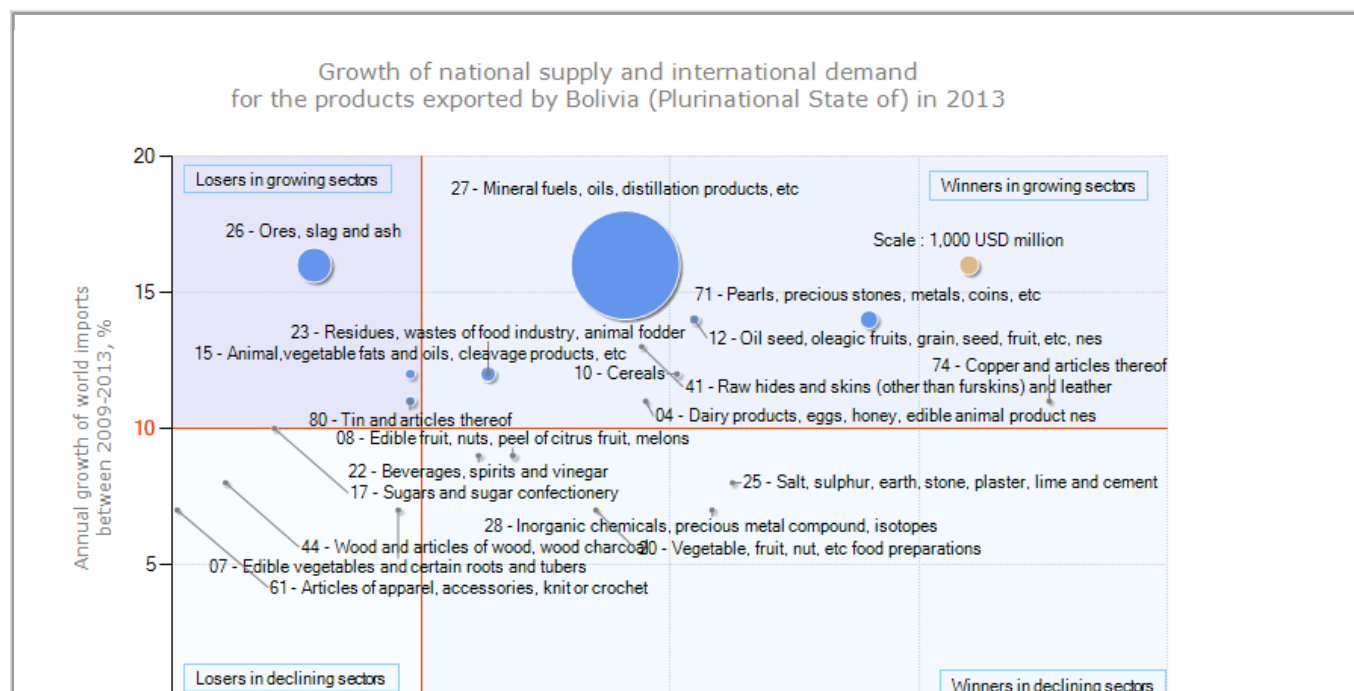 Growth of national supply and international demand
for the products exported by Bolivia (Plurinational State of) in 2013
20
Losers in growing sectors
27 - Mineral fuels, oils, distillation products, etc
Winners in growing sectors
26 - Ores, slag and ash
Scale : 1,000 USD million
15
71 - Pearls, precious stones, metals, coins, etc
23 - Residues, wastes of food industry, animal fodder
12 - Oil seed, oleagic fruits, grain, seed, fruit, etc, nes
15 - Animal,vegetable fats and oils, cleavage products, etc
74 - Copper and articles thereof
10 - Cereals
41 - Raw hides and skins (other than furskins) and leather
04 - Dairy products, eggs, honey, edible animal product nes
80 - Tin and articles thereof
10
08 - Edible fruit, nuts, peel of citrus fruit, melons
22 - Beverages, spirits and vinegar
25 - Salt, sulphur, earth, stone, plaster, lime and cement
17 - Sugars and sugar confectionery
28 - Inorganic chemicals, precious metal compound, isotopes
44 - Wood and articles of wood, wood charcoal
20 - Vegetable, fruit, nut, etc food preparations
5
07 - Edible vegetables and certain roots and tubers
61 - Articles of apparel, accessories, knit or crochet
Annual growth of world imports
between 2009-2013, %
Losers in declining sectors
Winners in declining sectors